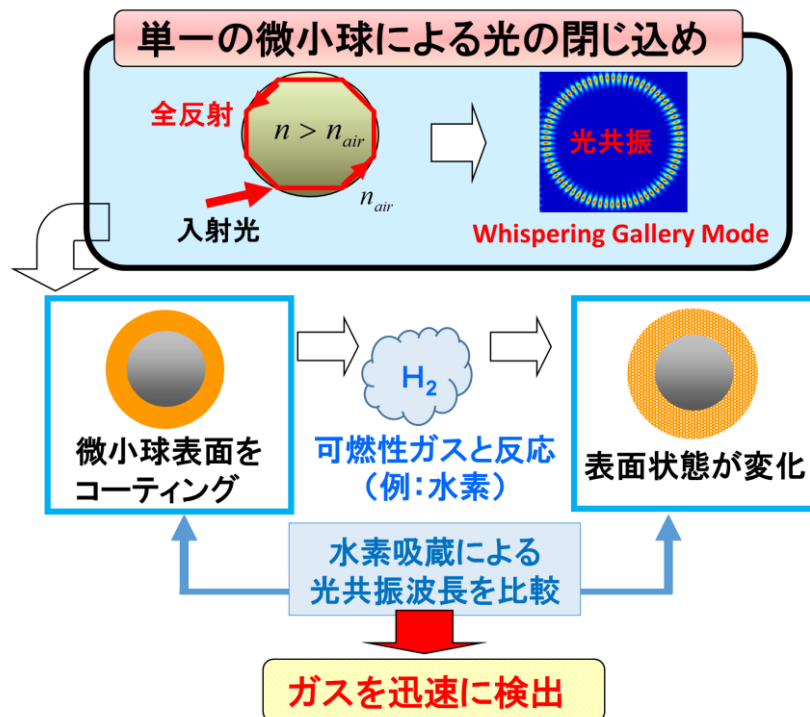 単一の微小球による光の閉じ込め
全反射
n > n_air
光共振
n_air
入射光
Whispering Gallery Mode
H₂
微小球表面を
コーティング
可燃性ガスと反応
（例：水素）
表面状態が変化
水素吸蔵による
光共振波長を比較
ガスを迅速に検出